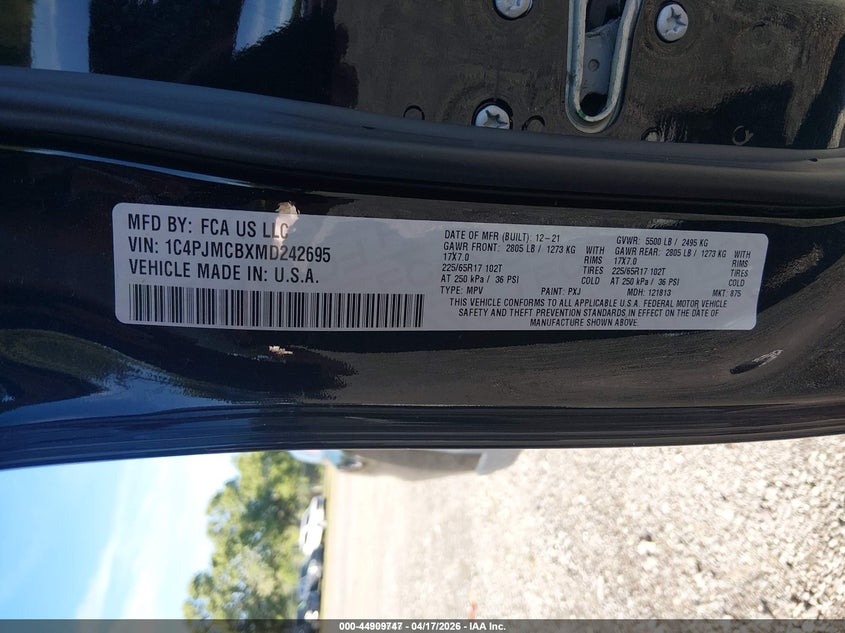 MFD BY: FCA US LLC
VIN: 1C4PJMCBXMD242695
VEHICLE MADE IN: U.S.A.
DATE OF MFR (BUILT): 12-21 GVWR: 5500 LB / 2495 KG
GAWR FRONT: 2805 LB / 1273 KG GAWR REAR: 2805 LB / 1273 KG
17X7.0 RIMS 17X7.0 RIMS
225/65R17 102T TIRES 225/65R17 102T TIRES
AT 250 kPa / 36 PSI COLD AT 250 kPa / 36 PSI COLD
TYPE: MPV PAINT: PXJ MDH: 121813 MKT: 875
THIS VEHICLE CONFORMS TO ALL APPLICABLE U.S.A. FEDERAL MOTOR VEHICLE
SAFETY AND THEFT PREVENTION STANDARDS IN EFFECT ON THE DATE OF
MANUFACTURE SHOWN ABOVE.
000-44909747 - 04/17/2026 - IAA Inc.